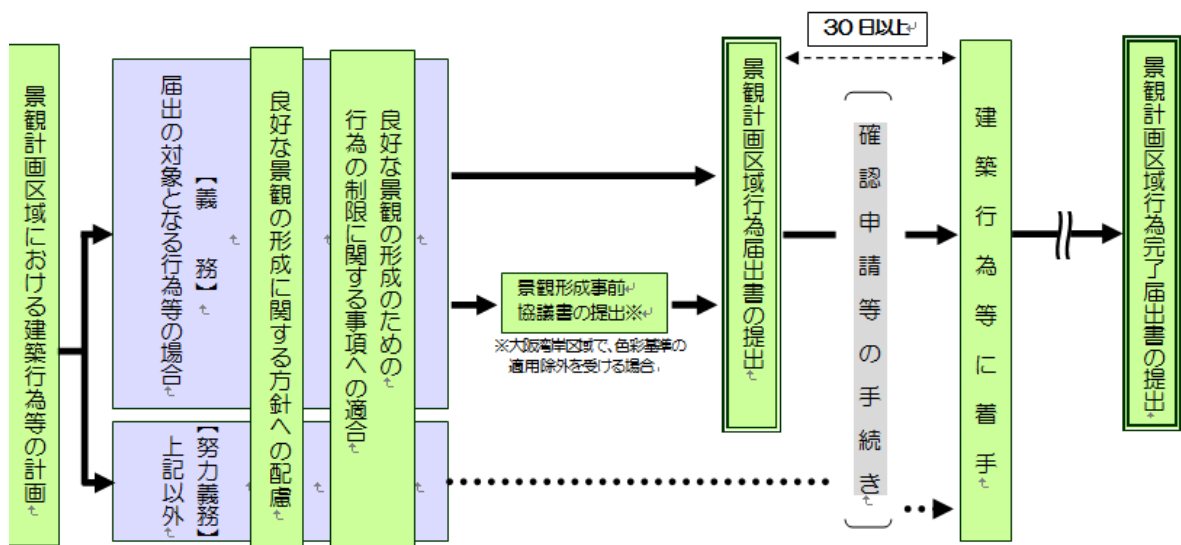 景観計画区域における建築行為等の計画
【義務】
届出の対象となる行為等の場合
【努力義務】
上記以外
良好な景観の形成に関する方針への配慮
良好な景観の形成のための
行為の制限に関する事項への適合
景観形成事前
協議書の提出※
※大阪湾岸区域で、色彩基準の
適用除外を受ける場合
景観計画区域行為届出書の提出
30日以上
確認申請等の手続き
建築行為等に着手
景観計画区域行為完了届出書の提出